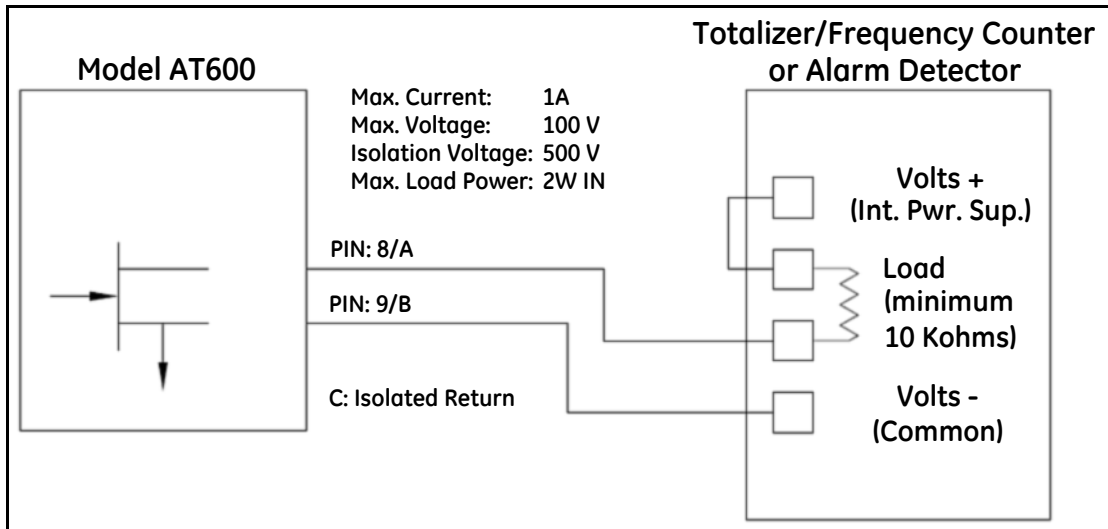 Model AT600
Totalizer/Frequency Counter
or Alarm Detector
Max. Current: 1A
Max. Voltage: 100 V
Isolation Voltage: 500 V
Max. Load Power: 2W IN
PIN: 8/A
PIN: 9/B
C: Isolated Return
Volts +
(Int. Pwr. Sup.)
Load
(minimum
10 Kohms)
Volts -
(Common)